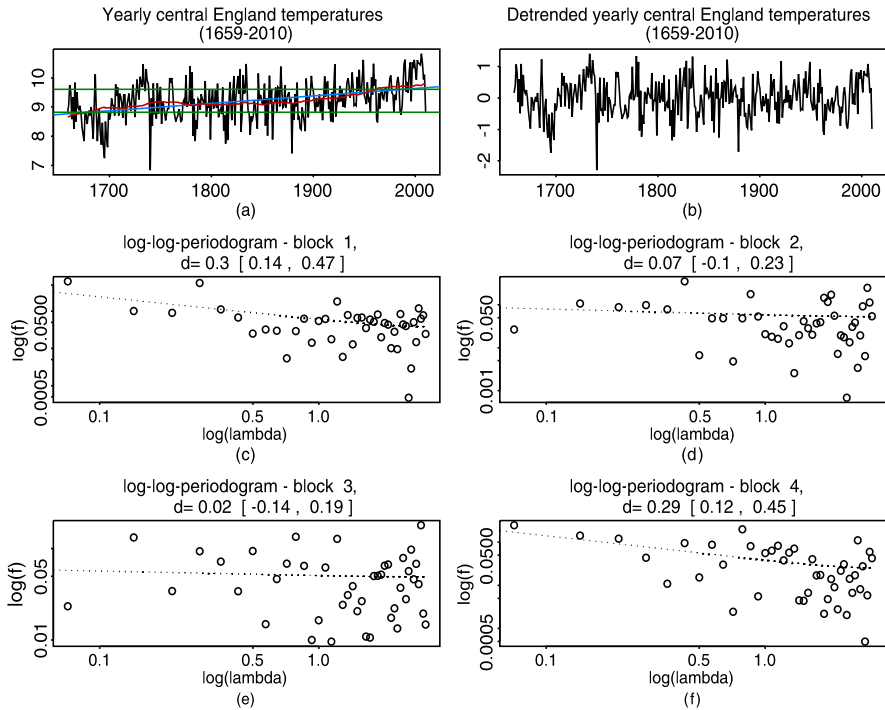 Yearly central England temperatures
(1659-2010)
10
9
8
7
1700
1800
1900
2000
(a)
Detrended yearly central England temperatures
(1659-2010)
1
0
-1
-2
1700
1800
1900
2000
(b)
log-log-periodogram - block 1,
d= 0.3 [ 0.14 , 0.47 ]
log(f)
0.0500
0.0005
0.1
0.5
1.0
log(lambda)
(c)
log-log-periodogram - block 2,
d= 0.07 [ -0.1 , 0.23 ]
log(f)
0.050
0.001
0.1
0.5
1.0
log(lambda)
(d)
log-log-periodogram - block 3,
d= 0.02 [ -0.14 , 0.19 ]
log(f)
0.05
0.01
0.1
0.5
1.0
log(lambda)
(e)
log-log-periodogram - block 4,
d= 0.29 [ 0.12 , 0.45 ]
log(f)
0.0500
0.0005
0.1
0.5
1.0
log(lambda)
(f)